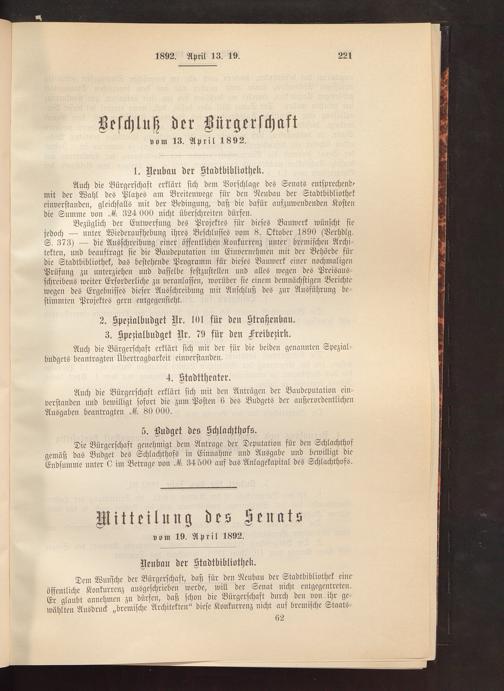 1892. April 13. 19.
221
Beschluß der Bürgerschaft
vom 13. April 1892.
1. Neubau der Stadtbibliothek.
Auch die Bürgerschaft erklärt sich dem Vorschlage des Senats entsprechend
mit der Wahl des Platzes am Breitenwege für den Neubau der Stadtbibliothek
einverstanden, gleichfalls mit der Bedingung, daß die dafür aufzuwendenden Kosten
die Summe von ℳ 324 000 nicht überschreiten dürfen.
Bezüglich der Entwerfung des Projektes für dieses Bauwerk wünscht sie
jedoch — unter Wiederaufhebung ihres Beschlusses vom 8. Oktober 1890 (Verhdlg.
S. 373) — die Ausschreibung einer öffentlichen Konkurrenz unter bremischen Archi-
tekten, und beauftragt sie die Baudeputation im Einvernehmen mit der Behörde für
die Stadtbibliothek, das bestehende Programm für dieses Bauwerk einer nochmaligen
Prüfung zu unterziehen und dasselbe festzustellen und alles wegen des Preisaus-
schreibens weiter Erforderliche zu veranlassen, worüber sie einem demnächstigen Berichte
wegen des Ergebnisses dieser Ausschreibung mit Anschluß des zur Ausführung be-
stimmten Projektes gern entgegensieht.
2. Spezialbudget Nr. 101 für den Straßenbau.
3. Spezialbudget Nr. 79 für den Freibezirk.
Auch die Bürgerschaft erklärt sich mit der für die beiden genannten Spezial-
budgets beantragten Übertragbarkeit einverstanden.
4. Stadttheater.
Auch die Bürgerschaft erklärt sich mit den Anträgen der Baudeputation ein-
verstanden und bewilligt sofort die zum Posten 6 des Budgets der außerordentlichen
Ausgaben beantragten ℳ 80 000.
5. Budget des Schlachthofs.
Die Bürgerschaft genehmigt dem Antrage der Deputation für den Schlachthof
gemäß das Budget des Schlachthofs in Einnahme und Ausgabe und bewilligt die
Endsumme unter C im Betrage von ℳ 34 500 auf das Anlagekapital des Schlachthofs.
Mitteilung des Senats
vom 19. April 1892.
Neubau der Stadtbibliothek.
Dem Wunsche der Bürgerschaft, daß für den Neubau der Stadtbibliothek eine
öffentliche Konkurrenz ausgeschrieben werde, will der Senat nicht entgegentreten.
Er glaubt annehmen zu dürfen, daß schon die Bürgerschaft durch den von ihr ge-
wählten Ausdruck „bremische Architekten“ diese Konkurrenz nicht auf bremische Staats-
62